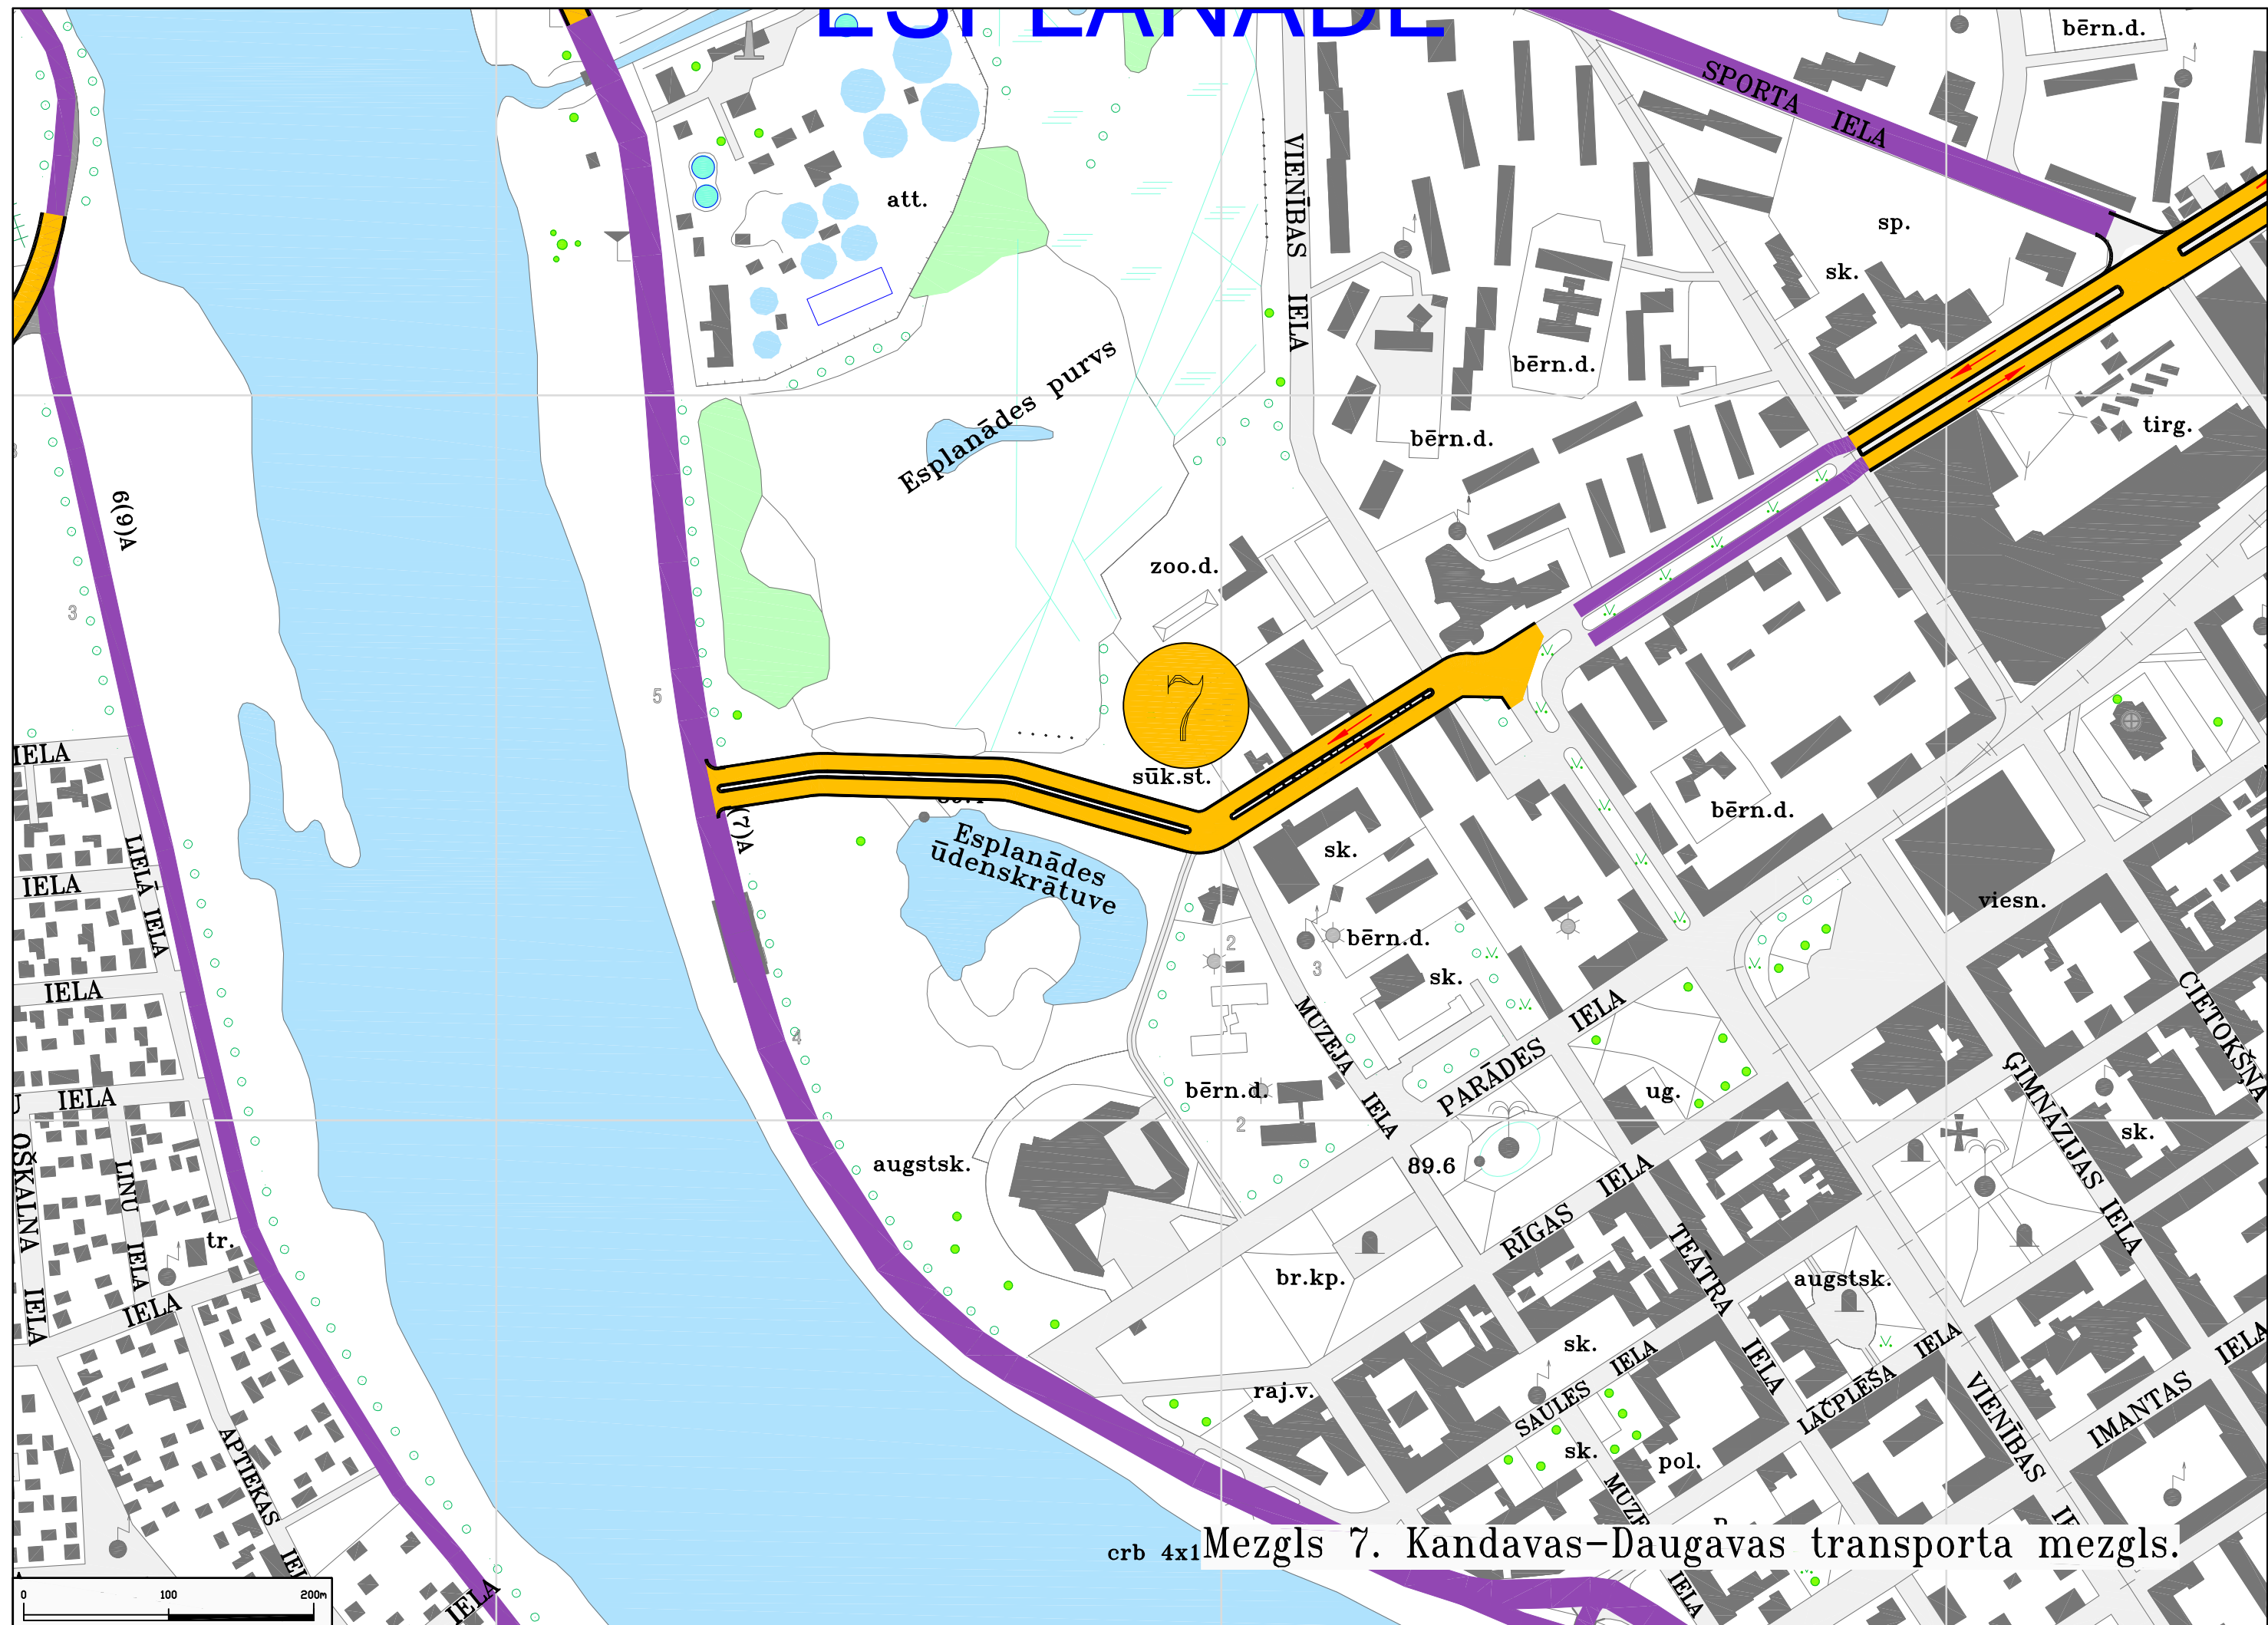 ESPLANĀDE
bērn.d.
SPORTA IELA
att.
VIENĪBAS IELA
sp.
sk.
bērn.d.
Esplanādes purvs
bērn.d.
tirg.
6(9)A
3
zoo.d.
5
7
IELA
sūk.st.
(7)A
bērn.d.
Esplanādes
ūdenskrātuve
sk.
LIELĀ IELA
IELA
viesn.
2
bērn.d.
3
sk.
IELA
CIETOKŠŅA
MUZEJA IELA
PARĀDES IELA
4
ĢIMNĀZIJAS IELA
bērn.d.
ug.
IELA
2
sk.
OŠKALNA IELA
LINU IELA
augstsk.
89.6
RĪGAS IELA
tr.
TEĀTRA IELA
br.kp.
augstsk.
IELA
sk.
SAULES IELA
LĀČPLĒŠA IELA
IMANTAS IELA
raj.v.
VIENĪBAS
APTIEKAS
sk.
pol.
crb 4x1
Mezgls 7. Kandavas-Daugavas transporta mezgls.
IELA
IELA
0 100 200m